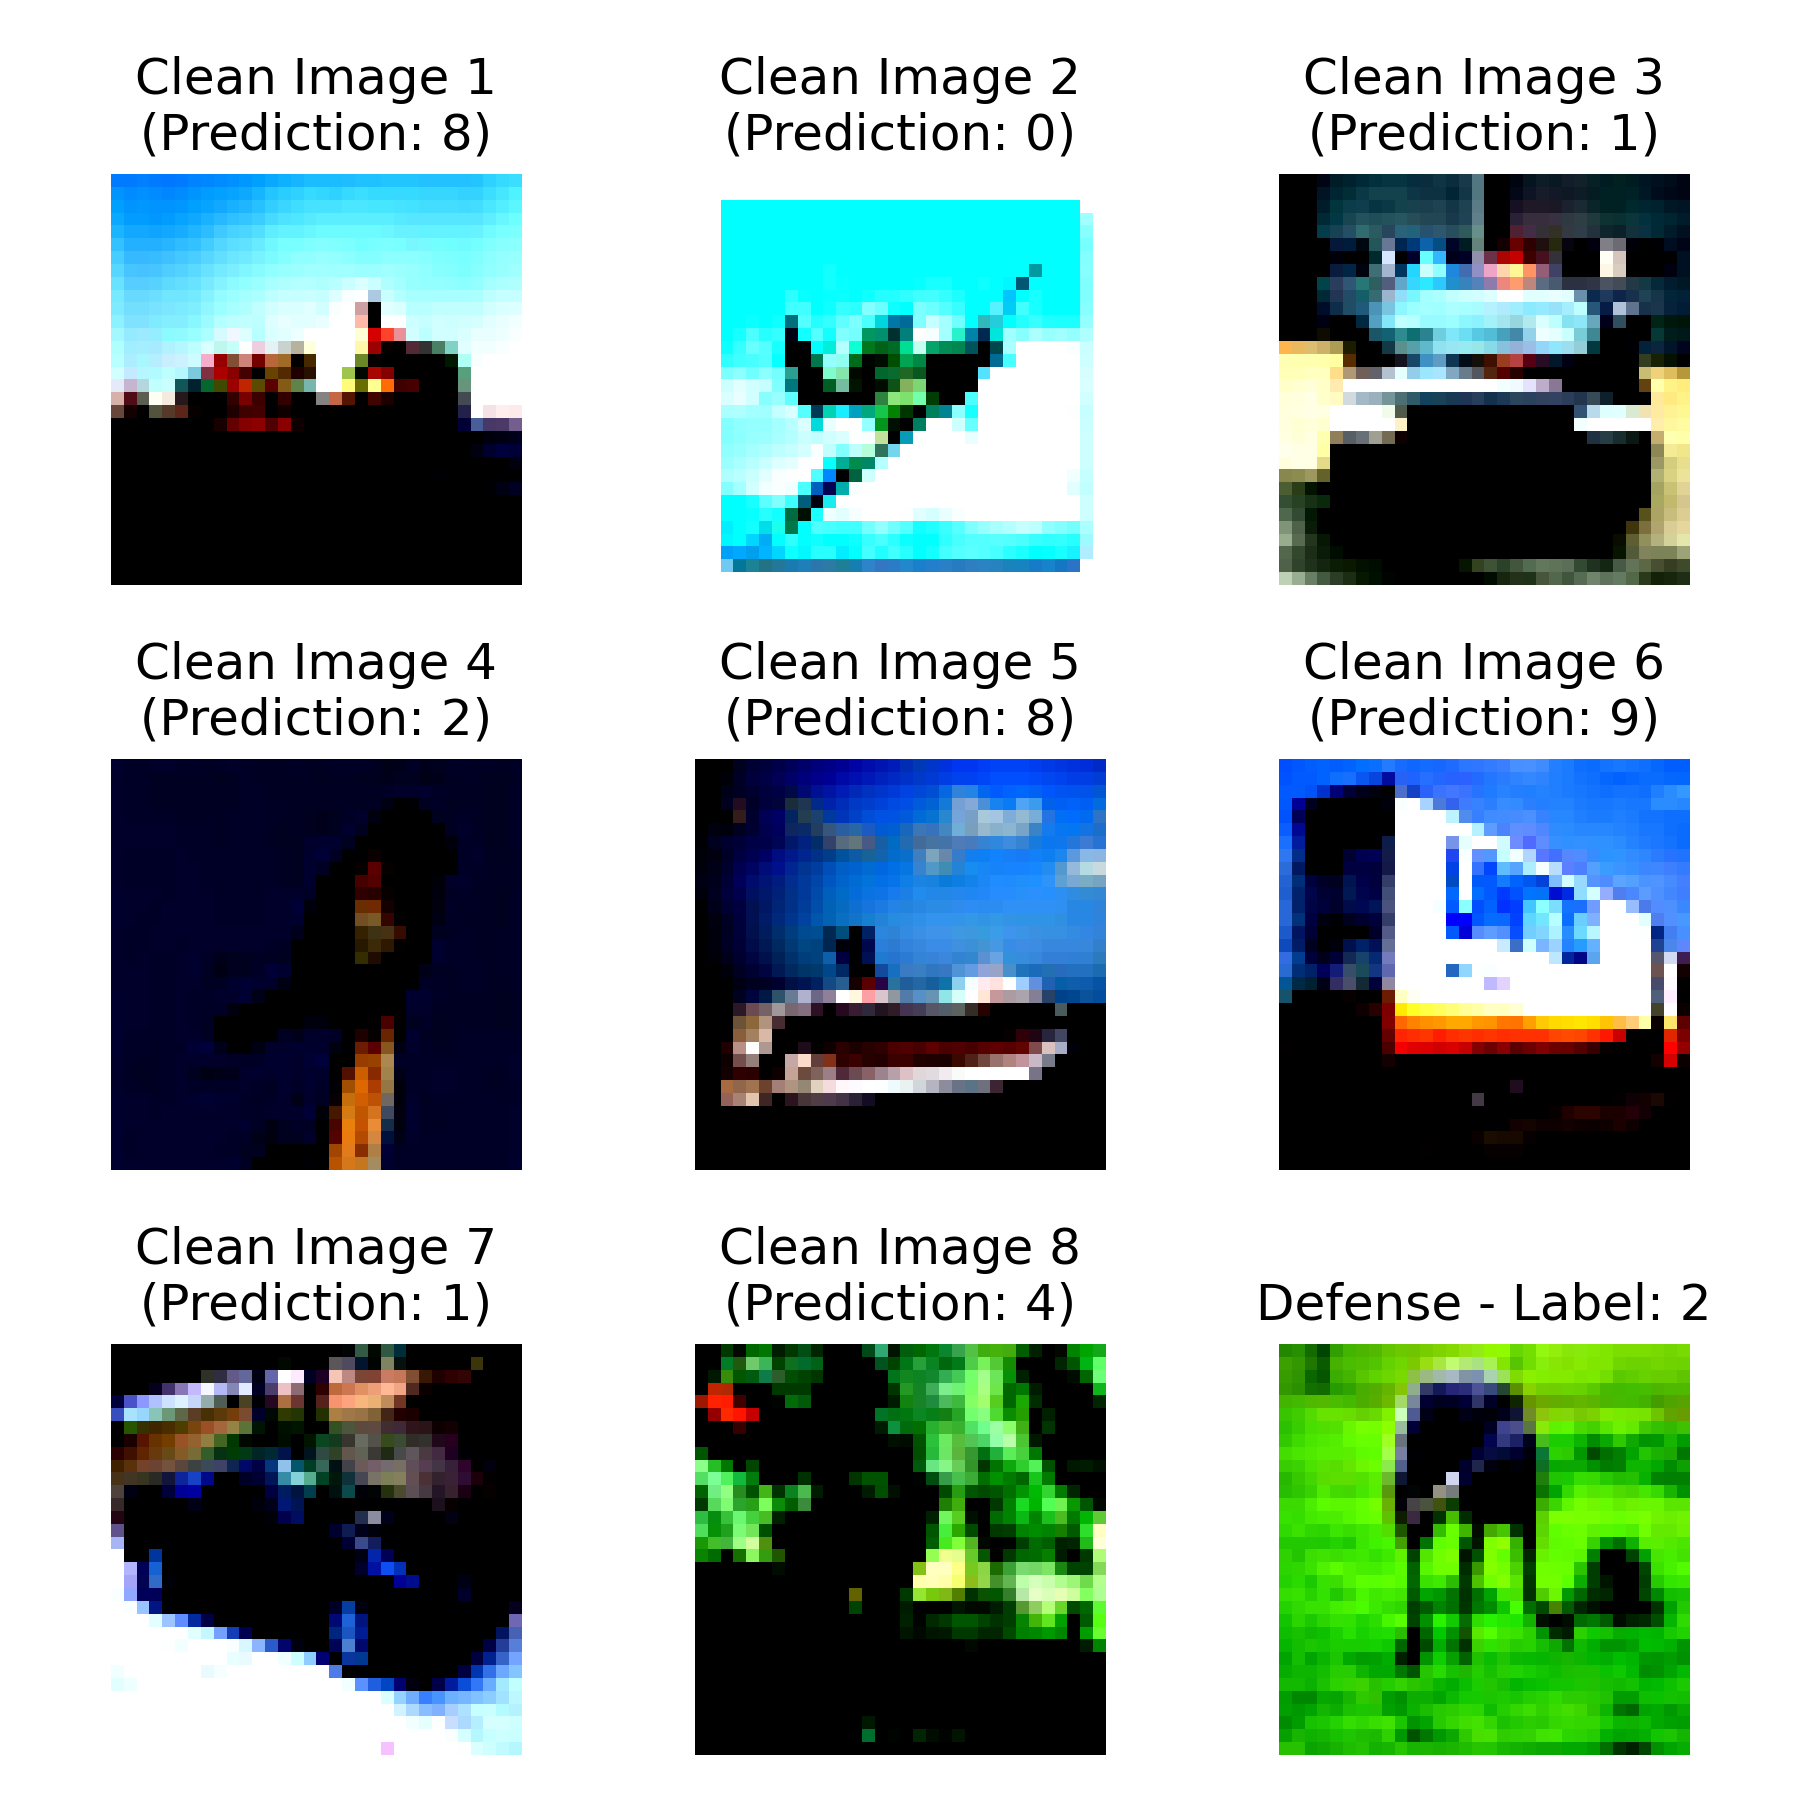 Clean Image 1
(Prediction: 8)
Clean Image 2
(Prediction: 0)
Clean Image 3
(Prediction: 1)
Clean Image 4
(Prediction: 2)
Clean Image 5
(Prediction: 8)
Clean Image 6
(Prediction: 9)
Clean Image 7
(Prediction: 1)
Clean Image 8
(Prediction: 4)
Defense - Label: 2